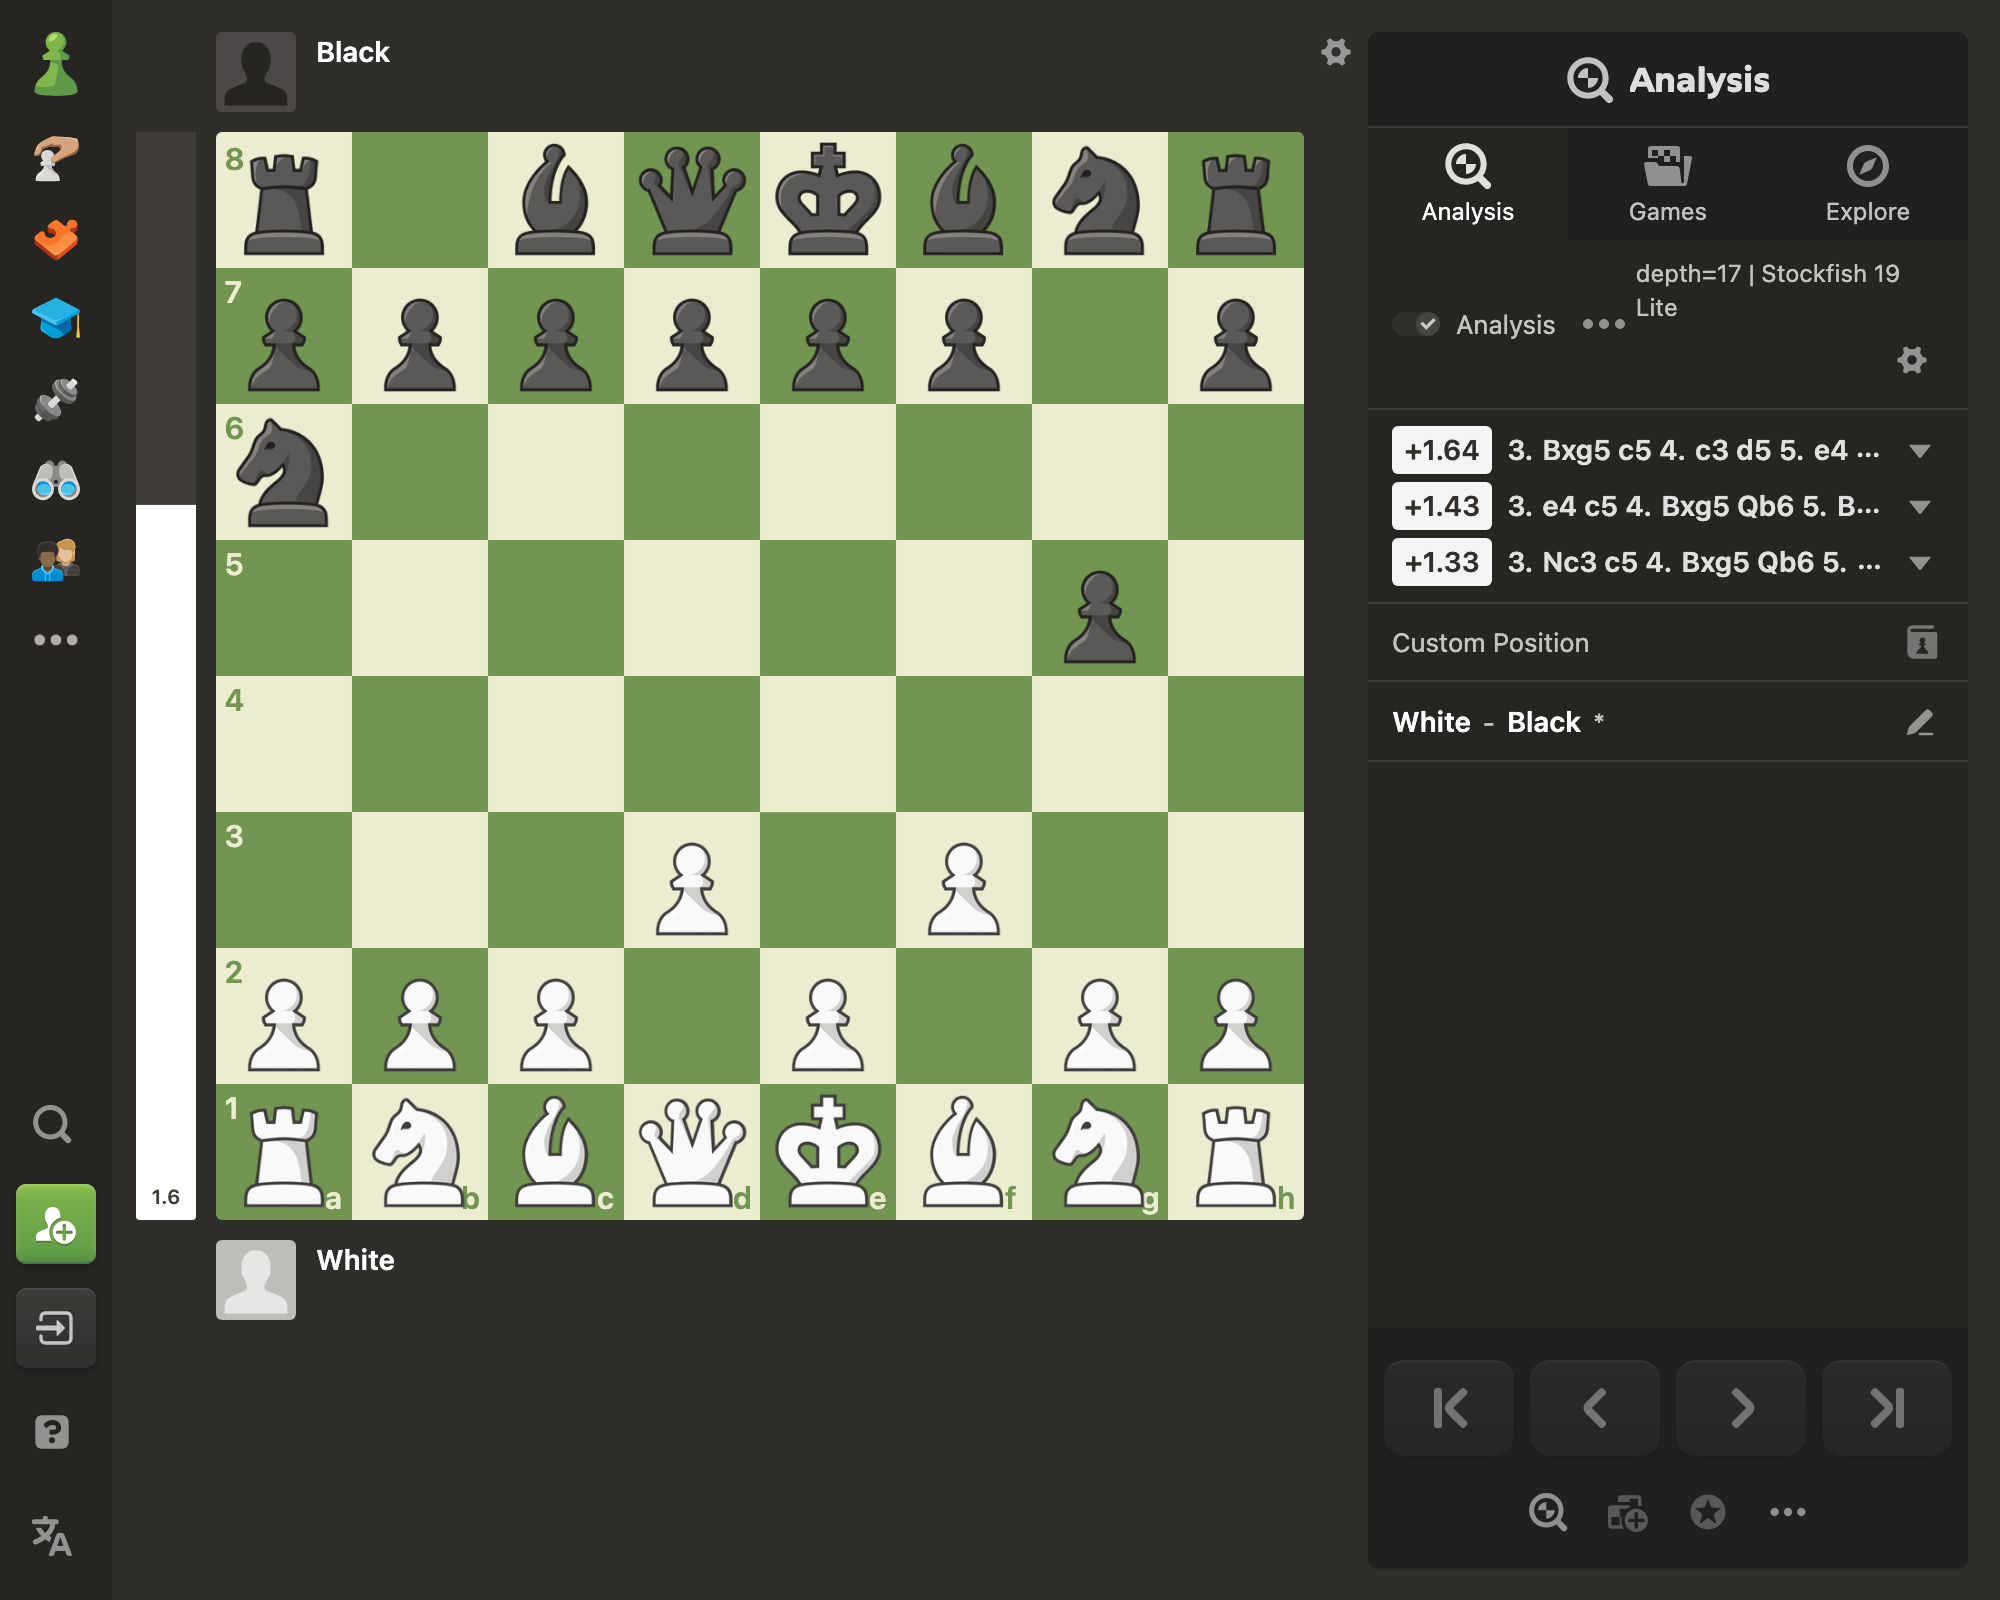 Black
Analysis
Analysis
Games
Explore
depth=17 | Stockfish 19
Lite
Analysis
+1.64 3. Bxg5 c5 4. c3 d5 5. e4 ...
+1.43 3. e4 c5 4. Bxg5 Qb6 5. B...
+1.33 3. Nc3 c5 4. Bxg5 Qb6 5. ...
Custom Position
White - Black *
8
7
6
5
4
3
2
1
a b c d e f g h
1.6
White